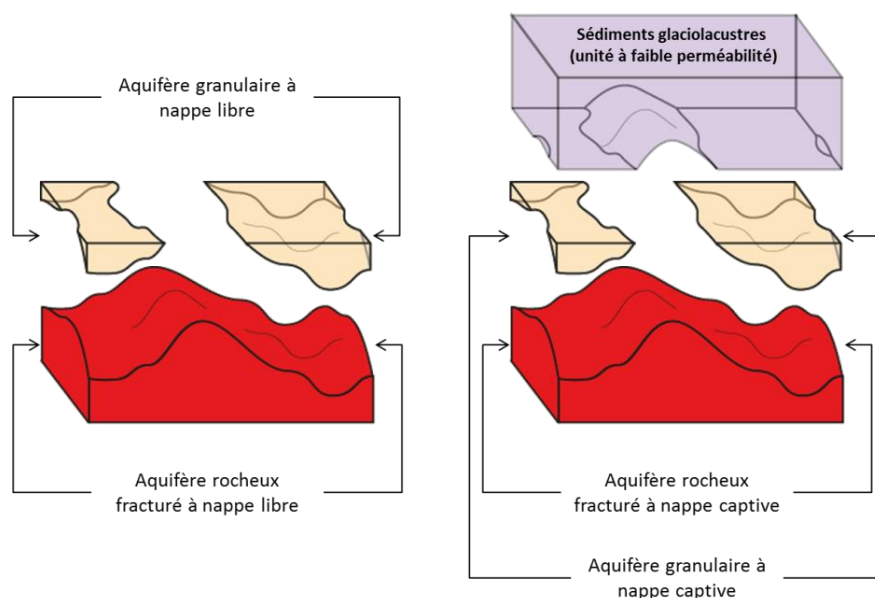 Sédiments glaciolacustres
(unité à faible perméabilité)
Aquifère granulaire à
nappe libre
Aquifère rocheux
fracturé à nappe libre
Aquifère rocheux
fracturé à nappe captive
Aquifère granulaire à
nappe captive